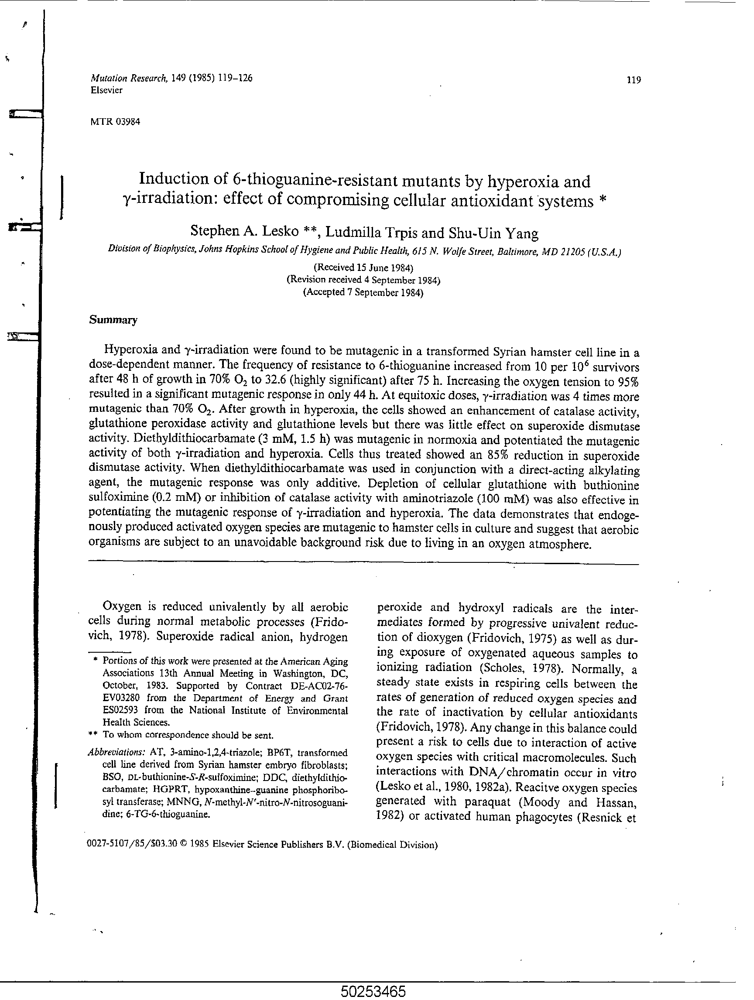 Mutation Research, 149 (1985) 119–126
119
Elsevier
MTR 03984
Induction of 6-thioguanine-resistant mutants by hyperoxia and
γ-irradiation: effect of compromising cellular antioxidant systems *
Stephen A. Lesko **, Ludmilla Trpis and Shu-Uin Yang
Division of Biophysics, Johns Hopkins School of Hygiene and Public Health, 615 N. Wolfe Street, Baltimore, MD 21205 (U.S.A.)
(Received 15 June 1984)
(Revision received 4 September 1984)
(Accepted 7 September 1984)
Summary
Hyperoxia and γ-irradiation were found to be mutagenic in a transformed Syrian hamster cell line in a
dose-dependent manner. The frequency of resistance to 6-thioguanine increased from 10 per 10⁶ survivors
after 48 h of growth in 70% O₂ to 32.6 (highly significant) after 75 h. Increasing the oxygen tension to 95%
resulted in a significant mutagenic response in only 44 h. At equitoxic doses, γ-irradiation was 4 times more
mutagenic than 70% O₂. After growth in hyperoxia, the cells showed an enhancement of catalase activity,
glutathione peroxidase activity and glutathione levels but there was little effect on superoxide dismutase
activity. Diethyldithiocarbamate (3 mM, 1.5 h) was mutagenic in normoxia and potentiated the mutagenic
activity of both γ-irradiation and hyperoxia. Cells thus treated showed an 85% reduction in superoxide
dismutase activity. When diethyldithiocarbamate was used in conjunction with a direct-acting alkylating
agent, the mutagenic response was only additive. Depletion of cellular glutathione with buthionine
sulfoximine (0.2 mM) or inhibition of catalase activity with aminotriazole (100 mM) was also effective in
potentiating the mutagenic response of γ-irradiation and hyperoxia. The data demonstrates that endoge-
nously produced activated oxygen species are mutagenic to hamster cells in culture and suggest that aerobic
organisms are subject to an unavoidable background risk due to living in an oxygen atmosphere.
Oxygen is reduced univalently by all aerobic
cells during normal metabolic processes (Frido-
vich, 1978). Superoxide radical anion, hydrogen
* Portions of this work were presented at the American Aging
Associations 13th Annual Meeting in Washington, DC,
October, 1983. Supported by Contract DE-AC02-76-
EV03280 from the Department of Energy and Grant
ES02593 from the National Institute of Environmental
Health Sciences.
** To whom correspondence should be sent.
Abbreviations: AT, 3-amino-1,2,4-triazole; BP6T, transformed
cell line derived from Syrian hamster embryo fibroblasts;
BSO, DL-buthionine-S-R-sulfoximine; DDC, diethyldithio-
carbamate; HGPRT, hypoxanthine-guanine phosphoribo-
syl transferase; MNNG, N-methyl-N'-nitro-N-nitrosoguani-
dine; 6-TG-6-thioguanine.
peroxide and hydroxyl radicals are the inter-
mediates formed by progressive univalent reduc-
tion of dioxygen (Fridovich, 1975) as well as dur-
ing exposure of oxygenated aqueous samples to
ionizing radiation (Scholes, 1978). Normally, a
steady state exists in respiring cells between the
rates of generation of reduced oxygen species and
the rate of inactivation by cellular antioxidants
(Fridovich, 1978). Any change in this balance could
present a risk to cells due to interaction of active
oxygen species with critical macromolecules. Such
interactions with DNA/chromatin occur in vitro
(Lesko et al., 1980, 1982a). Reacitve oxygen species
generated with paraquat (Moody and Hassan,
1982) or activated human phagocytes (Resnick et
0027-5107/85/$03.30 © 1985 Elsevier Science Publishers B.V. (Biomedical Division)
50253465